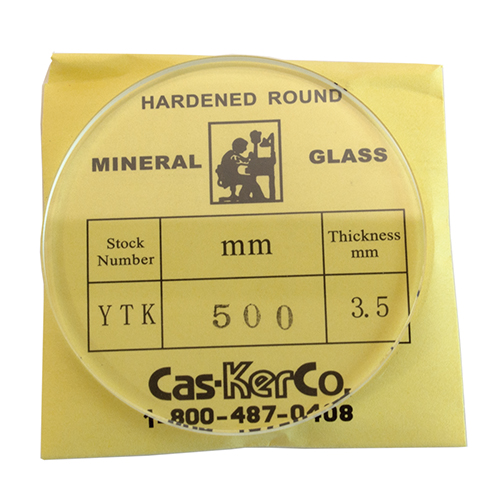 HARDENED ROUND
MINERAL GLASS
Stock Number mm Thickness mm
YTK 500 3.5
Cas-KerCo.
1-800-487-0408